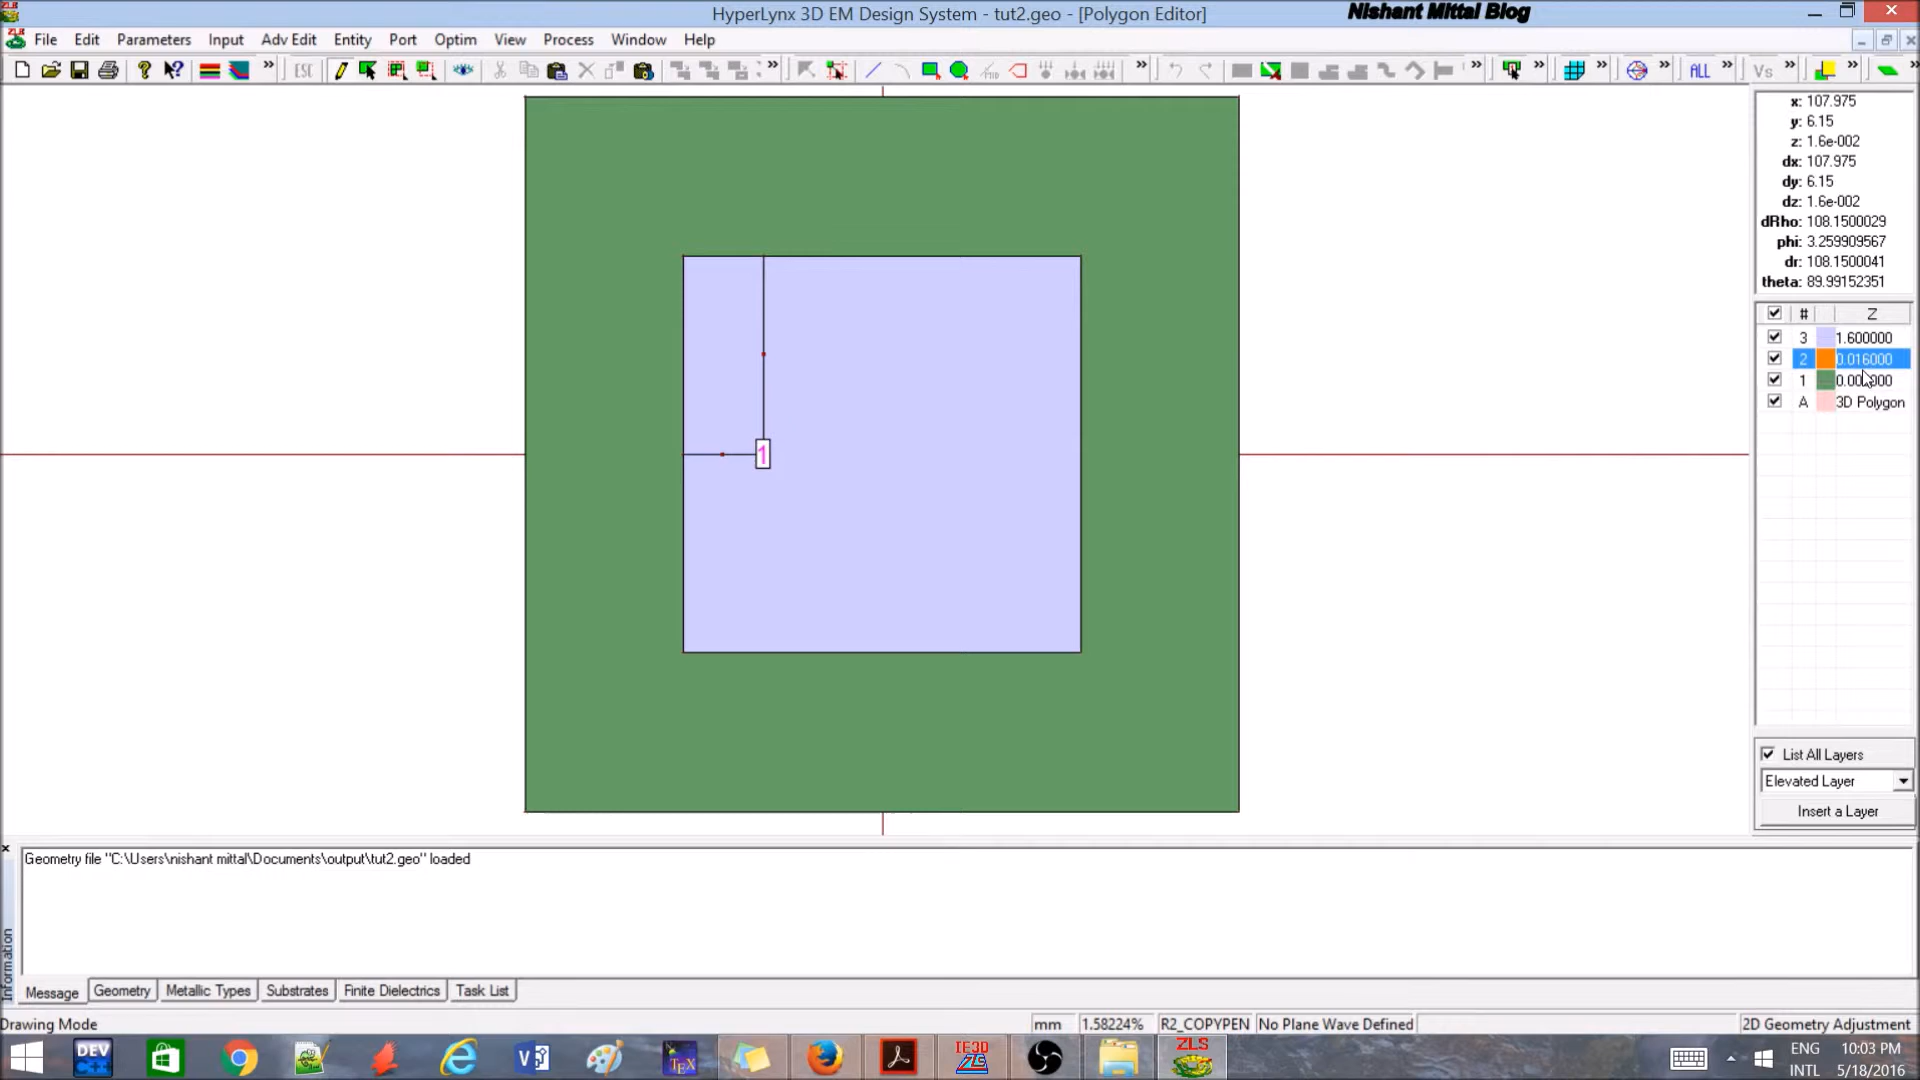 HyperLynx 3D EM Design System - tut2.geo - [Polygon Editor]
Nishant Mittal Blog
File Edit Parameters Input Adv Edit Entity Port Optim View Process Window Help
ESC
ALL
Vs
x: 107.975
y: 6.15
z: 1.6e-002
dx: 107.975
dy: 6.15
dz: 1.6e-002
dRho: 108.1500029
phi: 3.259909567
dr: 108.1500041
theta: 89.99152351
# Z
3 1.600000
2 0.016000
1
A 3D Polygon
1
List All Layers
Elevated Layer
Insert a Layer
Geometry file "C:\Users\nishant mittal\Documents\output\tut2.geo" loaded
Information
Message Geometry Metallic Types Substrates Finite Dielectrics Task List
Drawing Mode
mm 1.58224% R2_COPYPEN No Plane Wave Defined 2D Geometry Adjustment
DEV
TEX
IE3D
ZLS
ENG
INTL
10:03 PM
5/18/2016